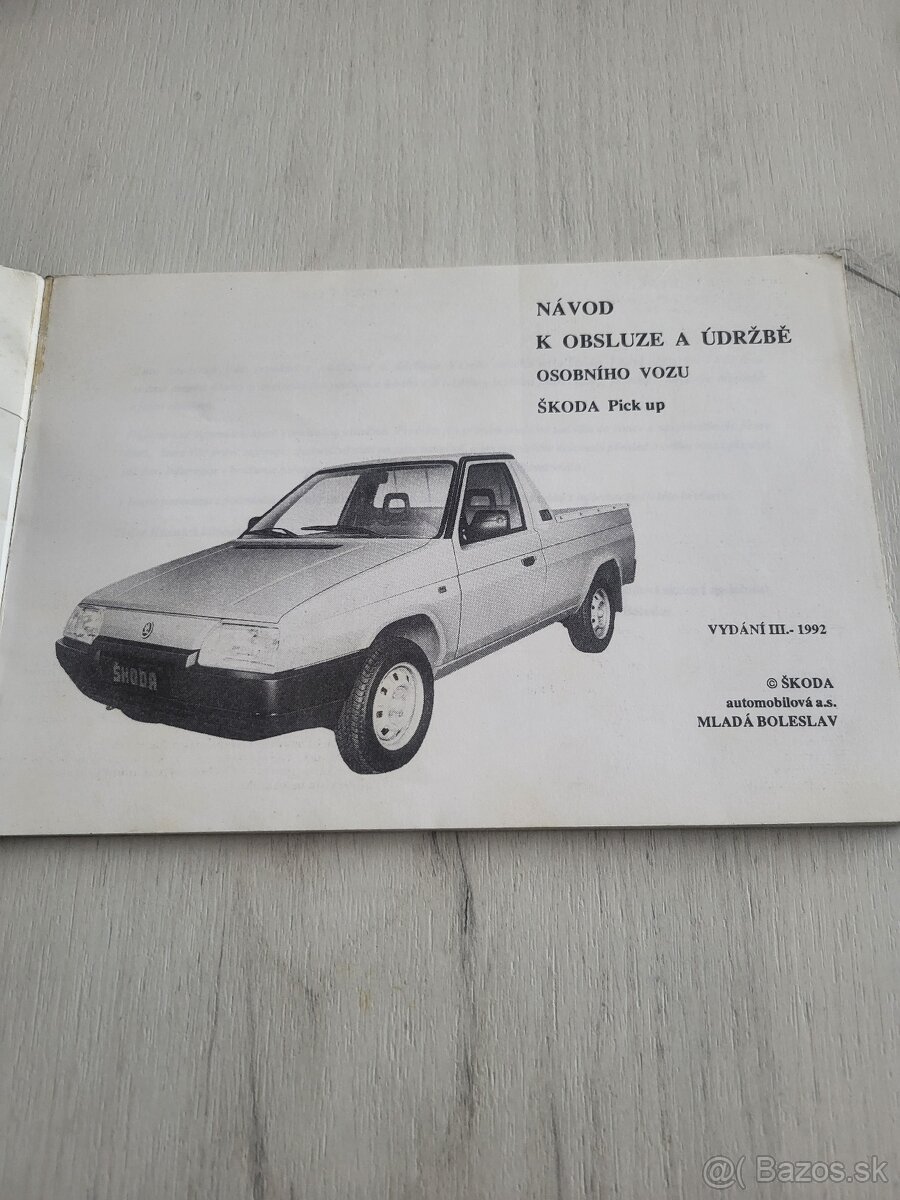 NÁVOD
K OBSLUZE A ÚDRŽBĚ
OSOBNÍHO VOZU
ŠKODA Pick up
ŠKODA
VYDÁNÍ III.- 1992
© ŠKODA
automobilová a.s.
MLADÁ BOLESLAV
@( Bazos.sk